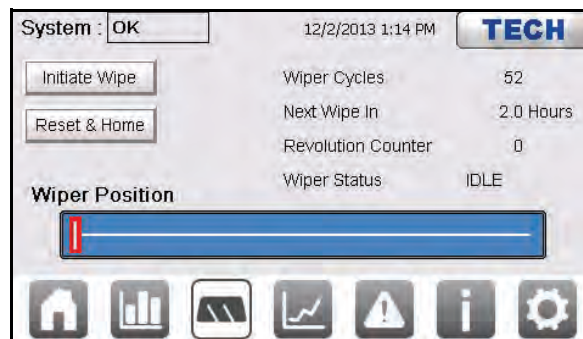 System : OK 12/2/2013 1:14 PM TECH
Initiate Wipe
Reset & Home
Wiper Cycles 52
Next Wipe In 2.0 Hours
Revolution Counter 0
Wiper Status IDLE
Wiper Position